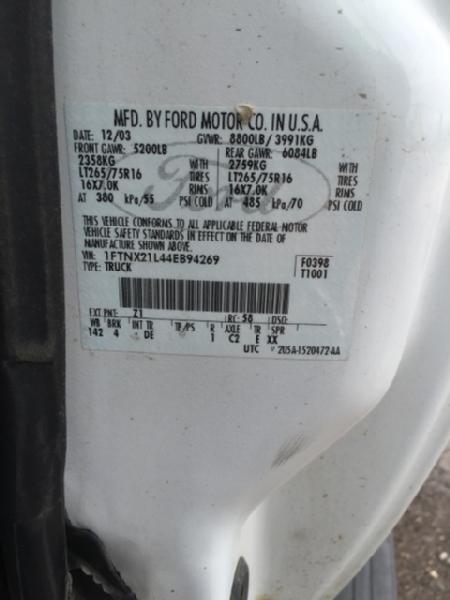 MFD. BY FORD MOTOR CO. IN U.S.A.
DATE: 12/03 GVWR: 8800LB/3991KG
FRONT GAWR: 5200LB REAR GAWR: 6084LB
2358KG WITH 2759KG WITH
LT265/75R16 TIRES LT265/75R16 TIRES
16X7.0K RIMS 16X7.0K RIMS
AT 380 kPa/55 PSI COLD AT 485 kPa/70 PSI COLD
THIS VEHICLE CONFORMS TO ALL APPLICABLE FEDERAL MOTOR
VEHICLE SAFETY STANDARDS IN EFFECT ON THE DATE OF
MANUFACTURE SHOWN ABOVE.
VIN: 1FTNX21L44EB94269 F0398
TYPE: TRUCK T1001
Ford
EXT PNT: Z1 RC: 58 DSO:
WB BRK INT TR TP/PS R AXLE TR SPR
142 4 DE 1 C2 E XX
UTC